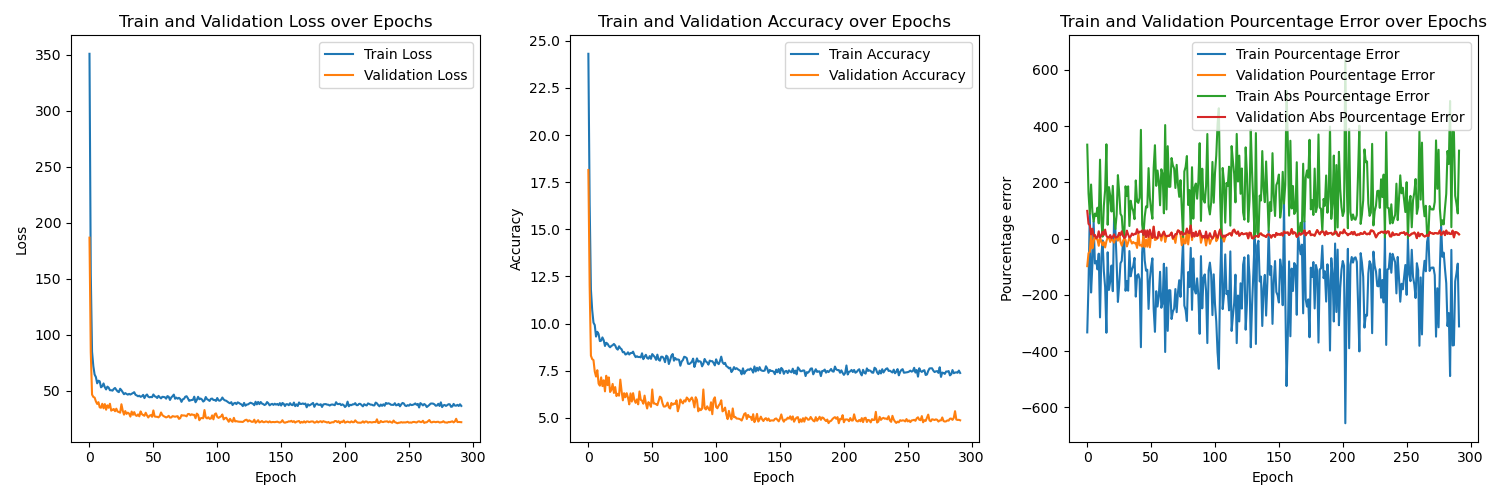 Train and Validation Loss over Epochs
Loss
350
300
250
200
150
100
50
Train Loss
Validation Loss
0 50 100 150 200 250 300
Epoch
Train and Validation Accuracy over Epochs
Accuracy
25.0
22.5
20.0
17.5
15.0
12.5
10.0
7.5
5.0
Train Accuracy
Validation Accuracy
0 50 100 150 200 250 300
Epoch
Train and Validation Pourcentage Error over Epochs
Pourcentage error
600
400
200
0
−200
−400
−600
Train Pourcentage Error
Validation Pourcentage Error
Train Abs Pourcentage Error
Validation Abs Pourcentage Error
0 50 100 150 200 250 300
Epoch